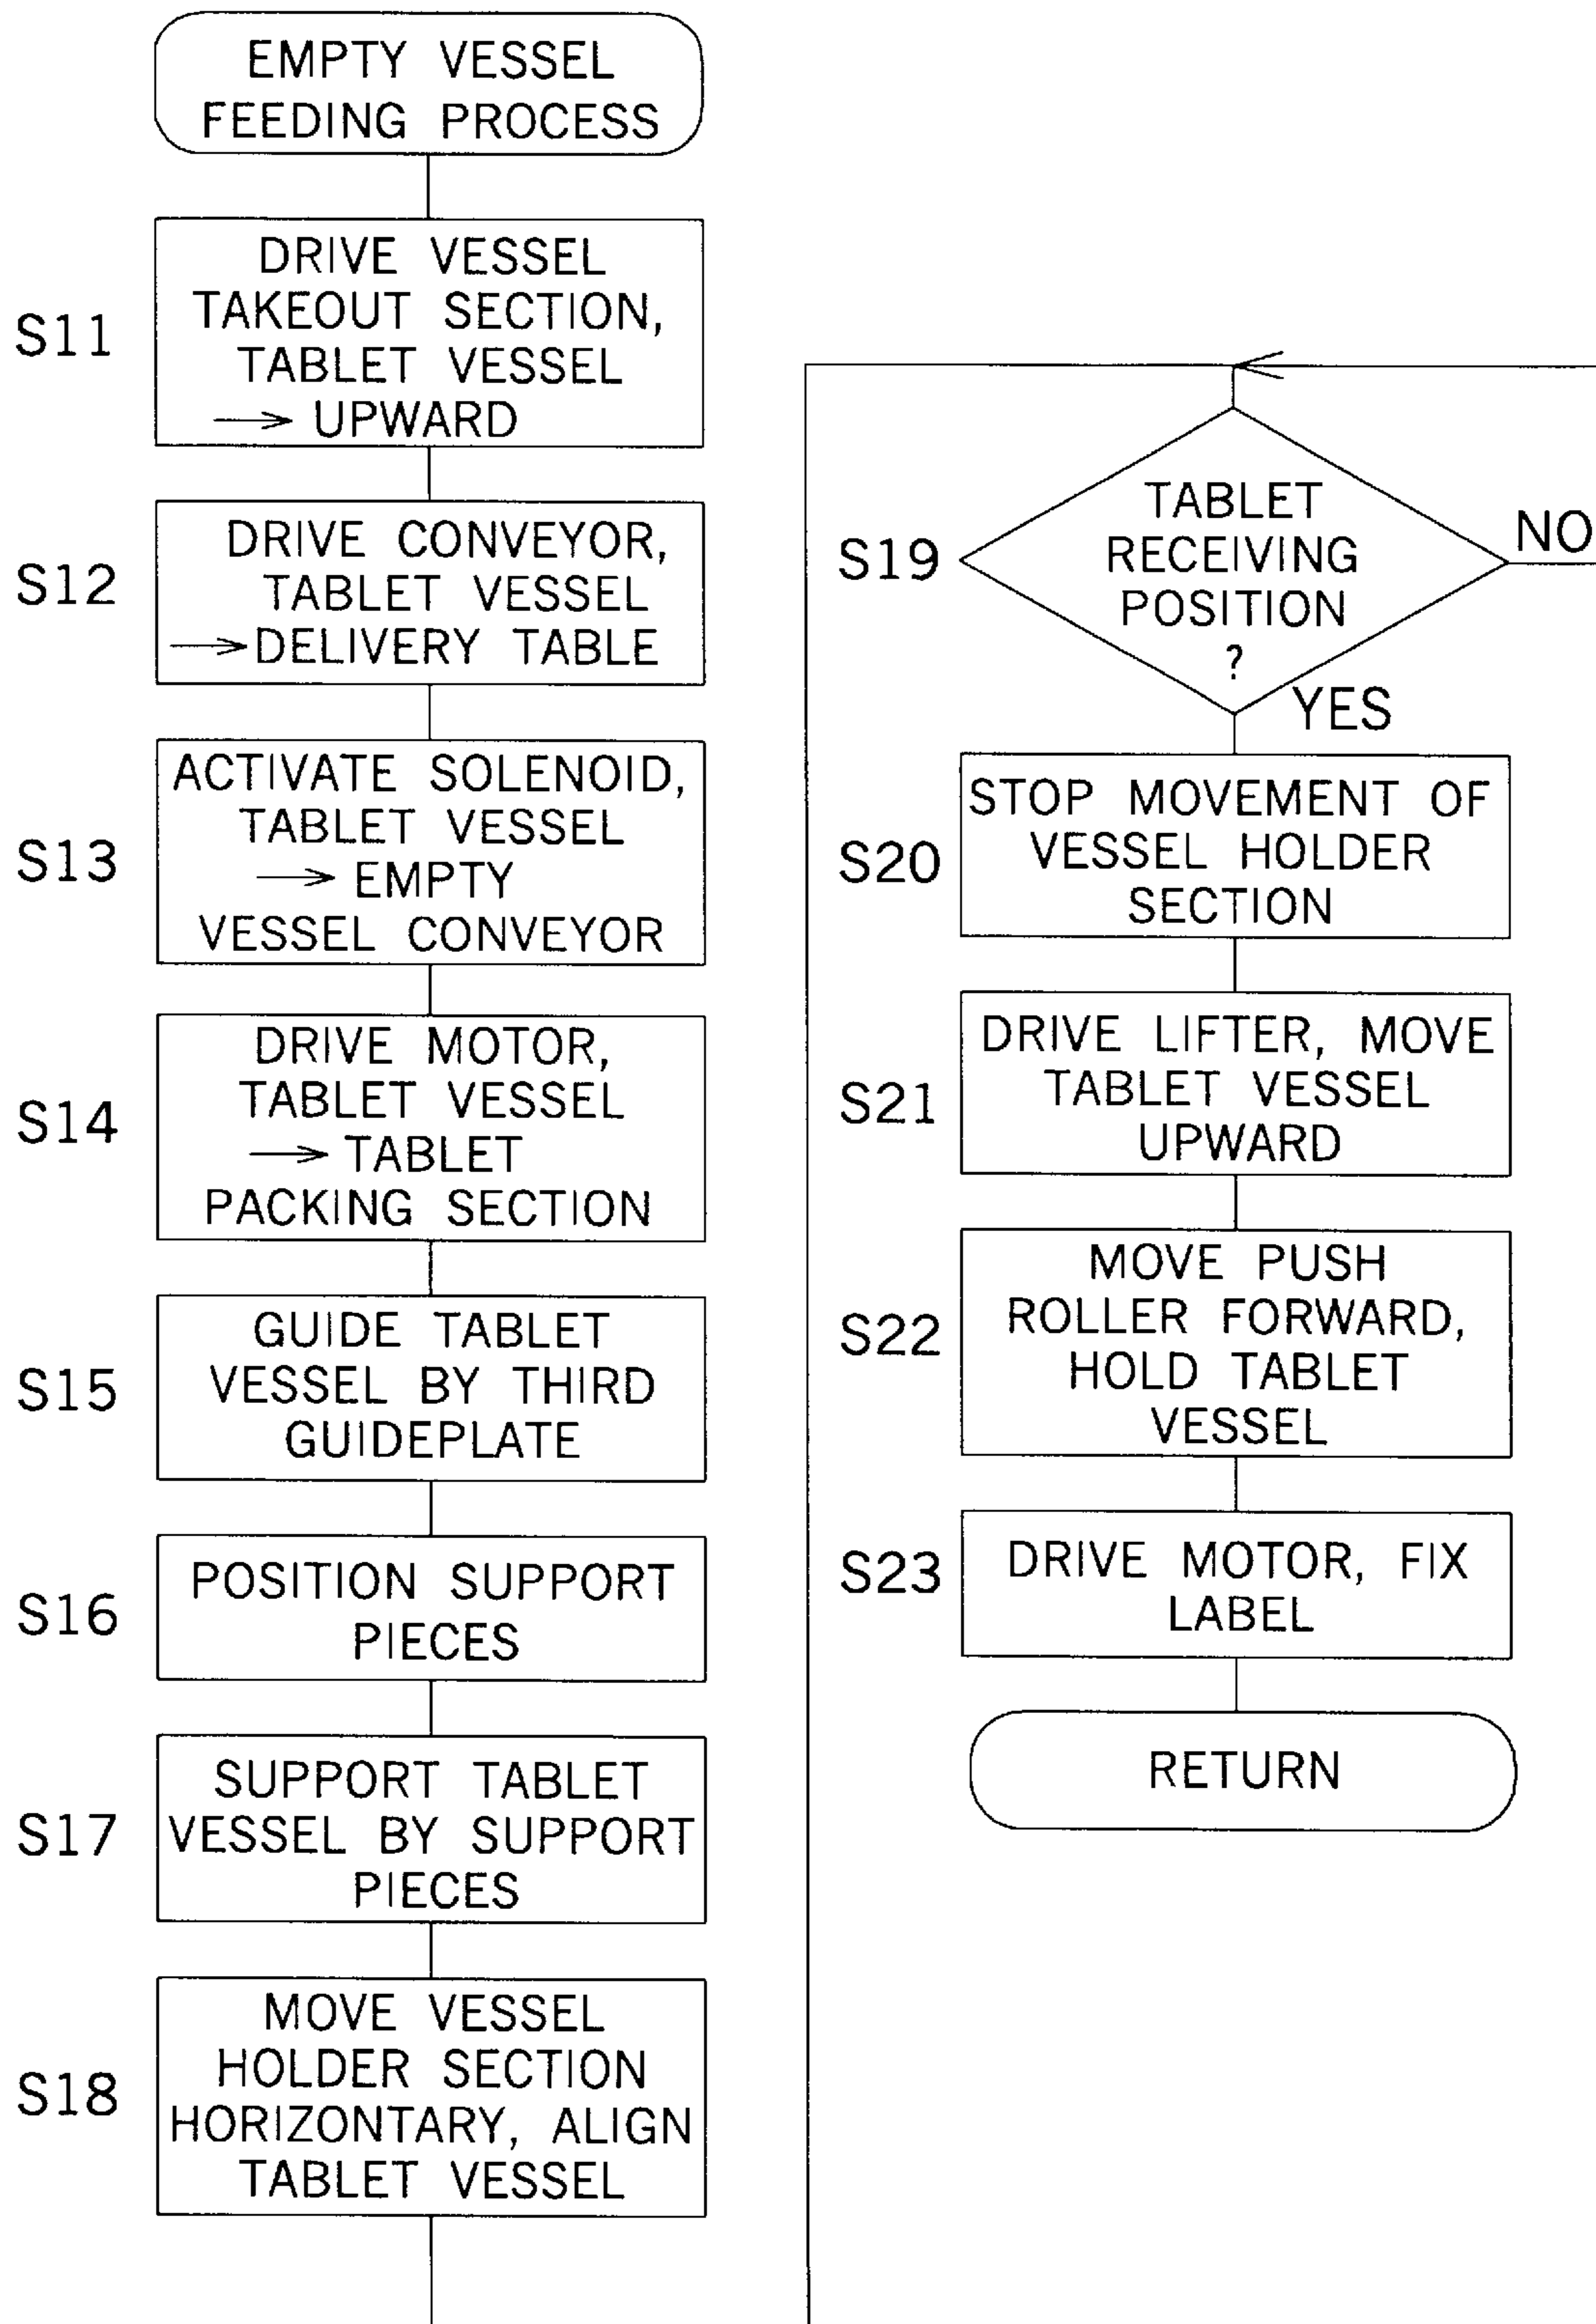 EMPTY VESSEL
FEEDING PROCESS
S11
DRIVE VESSEL
TAKEOUT SECTION,
TABLET VESSEL
→ UPWARD
S12
DRIVE CONVEYOR,
TABLET VESSEL
→ DELIVERY TABLE
S13
ACTIVATE SOLENOID,
TABLET VESSEL
→ EMPTY
VESSEL CONVEYOR
S14
DRIVE MOTOR,
TABLET VESSEL
→ TABLET
PACKING SECTION
S15
GUIDE TABLET
VESSEL BY THIRD
GUIDEPLATE
S16
POSITION SUPPORT
PIECES
S17
SUPPORT TABLET
VESSEL BY SUPPORT
PIECES
S18
MOVE VESSEL
HOLDER SECTION
HORIZONTARY, ALIGN
TABLET VESSEL
S19
TABLET
RECEIVING
POSITION
?
NO
YES
S20
STOP MOVEMENT OF
VESSEL HOLDER
SECTION
S21
DRIVE LIFTER, MOVE
TABLET VESSEL
UPWARD
S22
MOVE PUSH
ROLLER FORWARD,
HOLD TABLET
VESSEL
S23
DRIVE MOTOR, FIX
LABEL
RETURN